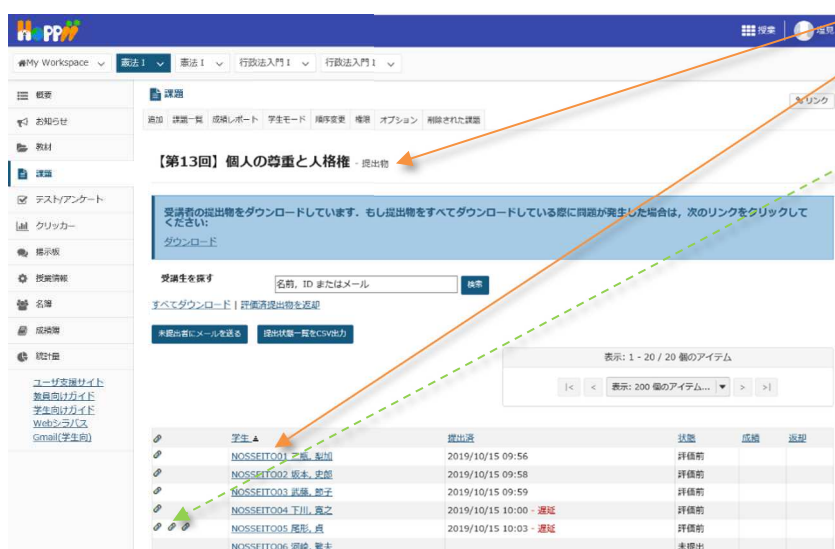 HoPPii
授業
My Workspace 憲法Ⅰ 憲法Ⅰ 行政法入門Ⅰ 行政法入門Ⅰ
概要
課題
リンク
お知らせ
追加 課題一覧 成績レポート 学生モード 順序変更 権限 オプション 削除された課題
教材
【第13回】個人の尊重と人格権 - 提出物
課題
テスト/アンケート
受講者の提出物をダウンロードしています．もし提出物をすべてダウンロードしている際に問題が発生した場合は，次のリンクをクリックして
ください:
クリッカー
ダウンロード
掲示板
授業情報
受講生を探す
名前, ID またはメール
検索
名簿
すべてダウンロード | 評価済提出物を返却
成績簿
未提出者にメールを送る 提出状態一覧をCSV出力
統計量
表示: 1 - 20 / 20 個のアイテム
|< < 表示: 200 個のアイテム... ▼ > >|
ユーザ支援サイト
教員向けガイド
学生向けガイド
Webシラバス
Gmail(学生向)
学生 提出済 状態 成績 返却
NOSSEITO01 二瓶, 梨加 2019/10/15 09:56 評価前
NOSSEITO02 坂本, 史郎 2019/10/15 09:58 評価前
NOSSEITO03 武藤, 節子 2019/10/15 09:59 評価前
NOSSEITO04 下川, 寛之 2019/10/15 10:00 - 遅延 評価前
NOSSEITO05 尾形, 貞 2019/10/15 10:03 - 遅延 評価前
NOSSEITO06 未提出